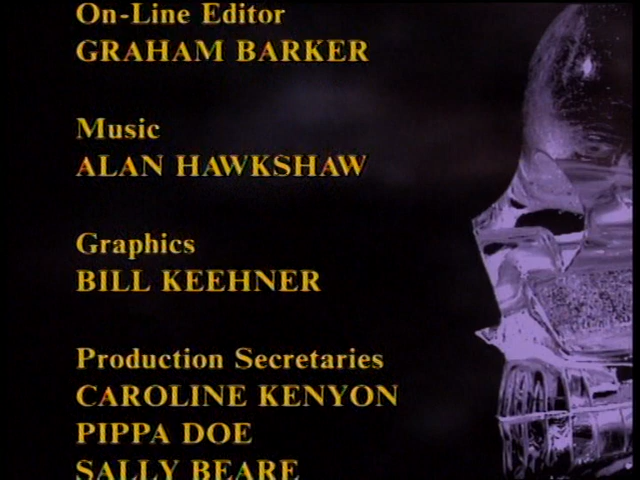 On-Line Editor
GRAHAM BARKER
Music
ALAN HAWKSHAW
Graphics
BILL KEEHNER
Production Secretaries
CAROLINE KENYON
PIPPA DOE
SALLY BEARE